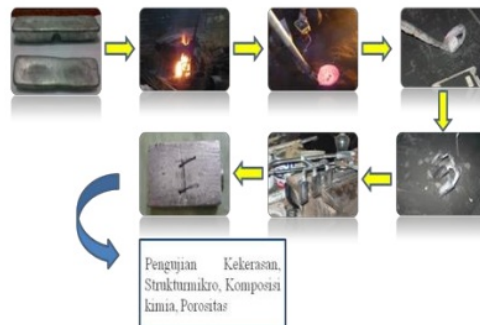 Pengujian Kekerasan,
Strukturmikro, Komposisi
kimia, Porositas